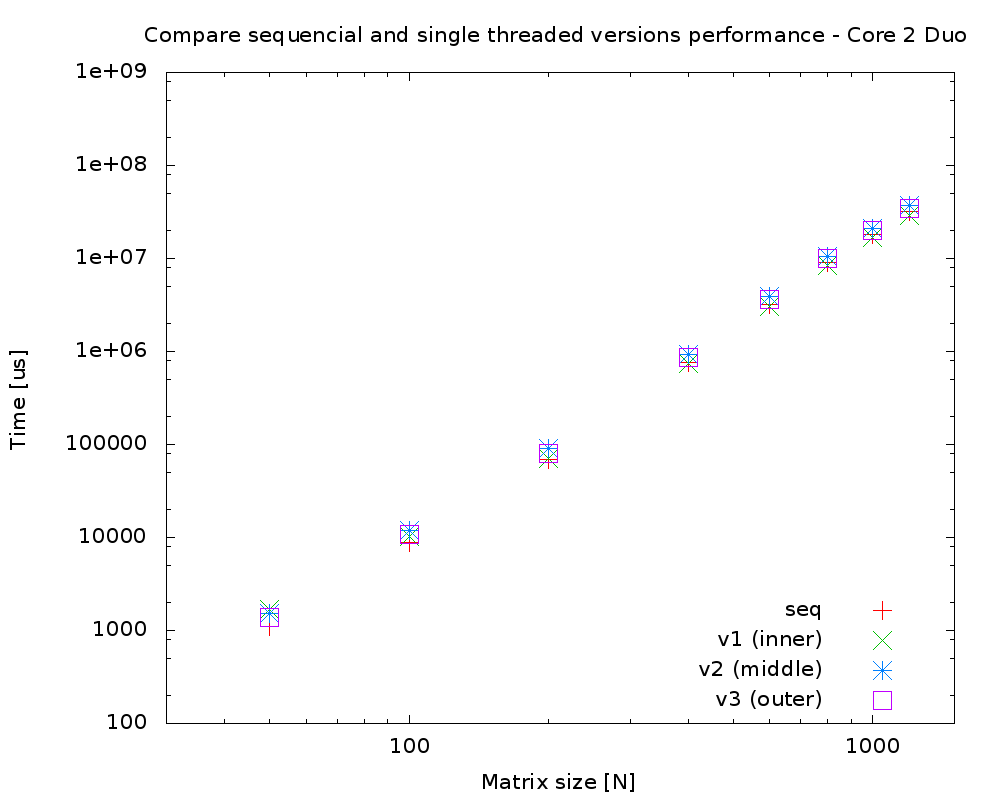 Compare sequencial and single threaded versions performance - Core 2 Duo
1e+09
1e+08
1e+07
1e+06
100000
10000
1000
100
Time [us]
seq
v1 (inner)
v2 (middle)
v3 (outer)
100
1000
Matrix size [N]